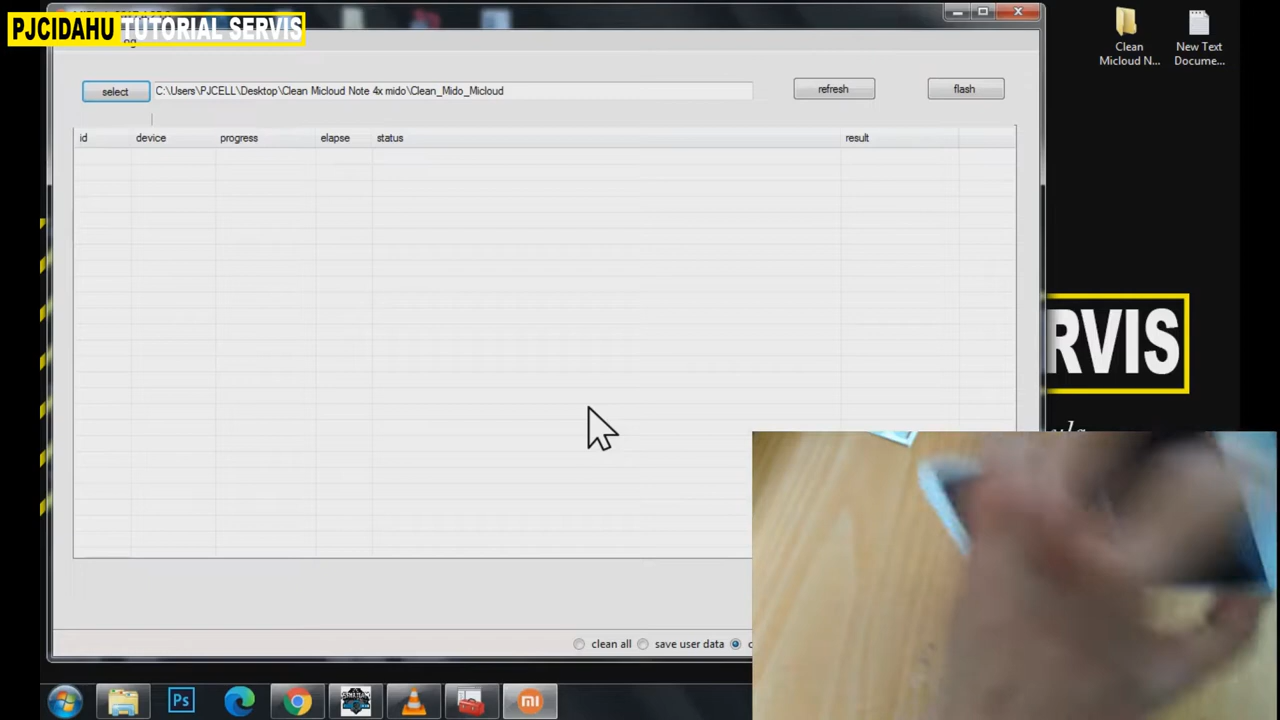 PJCIDAHU TUTORIAL SERVIS
select
C:\Users\PJCELL\Desktop\Clean Micloud Note 4x mido\Clean_Mido_Micloud
refresh
flash
id
device
progress
elapse
status
result
clean all
save user data
Clean
Micloud N...
New Text
Docume...
RVIS
Ps